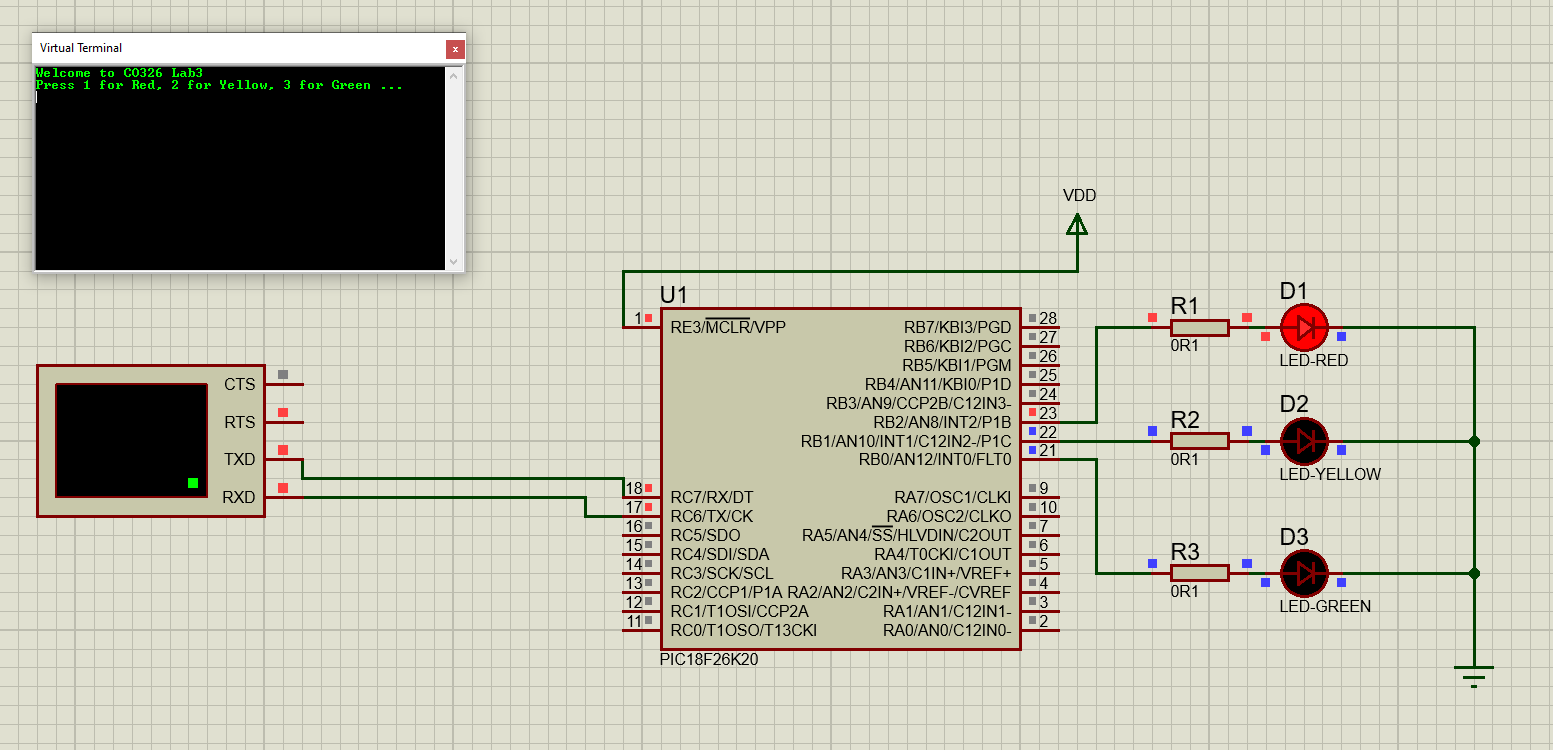 Virtual Terminal
x
Welcome to CO326 Lab3
Press 1 for Red, 2 for Yellow, 3 for Green ...
VDD
U1
1 RE3/MCLR/VPP
RB7/KBI3/PGD 28
RB6/KBI2/PGC 27
RB5/KBI1/PGM 26
RB4/AN11/KBI0/P1D 25
RB3/AN9/CCP2B/C12IN3- 24
RB2/AN8/INT2/P1B 23
RB1/AN10/INT1/C12IN2-/P1C 22
RB0/AN12/INT0/FLT0 21
18 RC7/RX/DT RA7/OSC1/CLKI 9
17 RC6/TX/CK RA6/OSC2/CLKO 10
16 RC5/SDO RA5/AN4/SS/HLVDIN/C2OUT 7
15 RC4/SDI/SDA RA4/T0CKI/C1OUT 6
14 RC3/SCK/SCL RA3/AN3/C1IN+/VREF+ 5
13 RC2/CCP1/P1A RA2/AN2/C2IN+/VREF-/CVREF 4
12 RC1/T1OSI/CCP2A RA1/AN1/C12IN1- 3
11 RC0/T1OSO/T13CKI RA0/AN0/C12IN0- 2
PIC18F26K20
CTS
RTS
TXD
RXD
R1
0R1
D1
LED-RED
R2
0R1
D2
LED-YELLOW
R3
0R1
D3
LED-GREEN